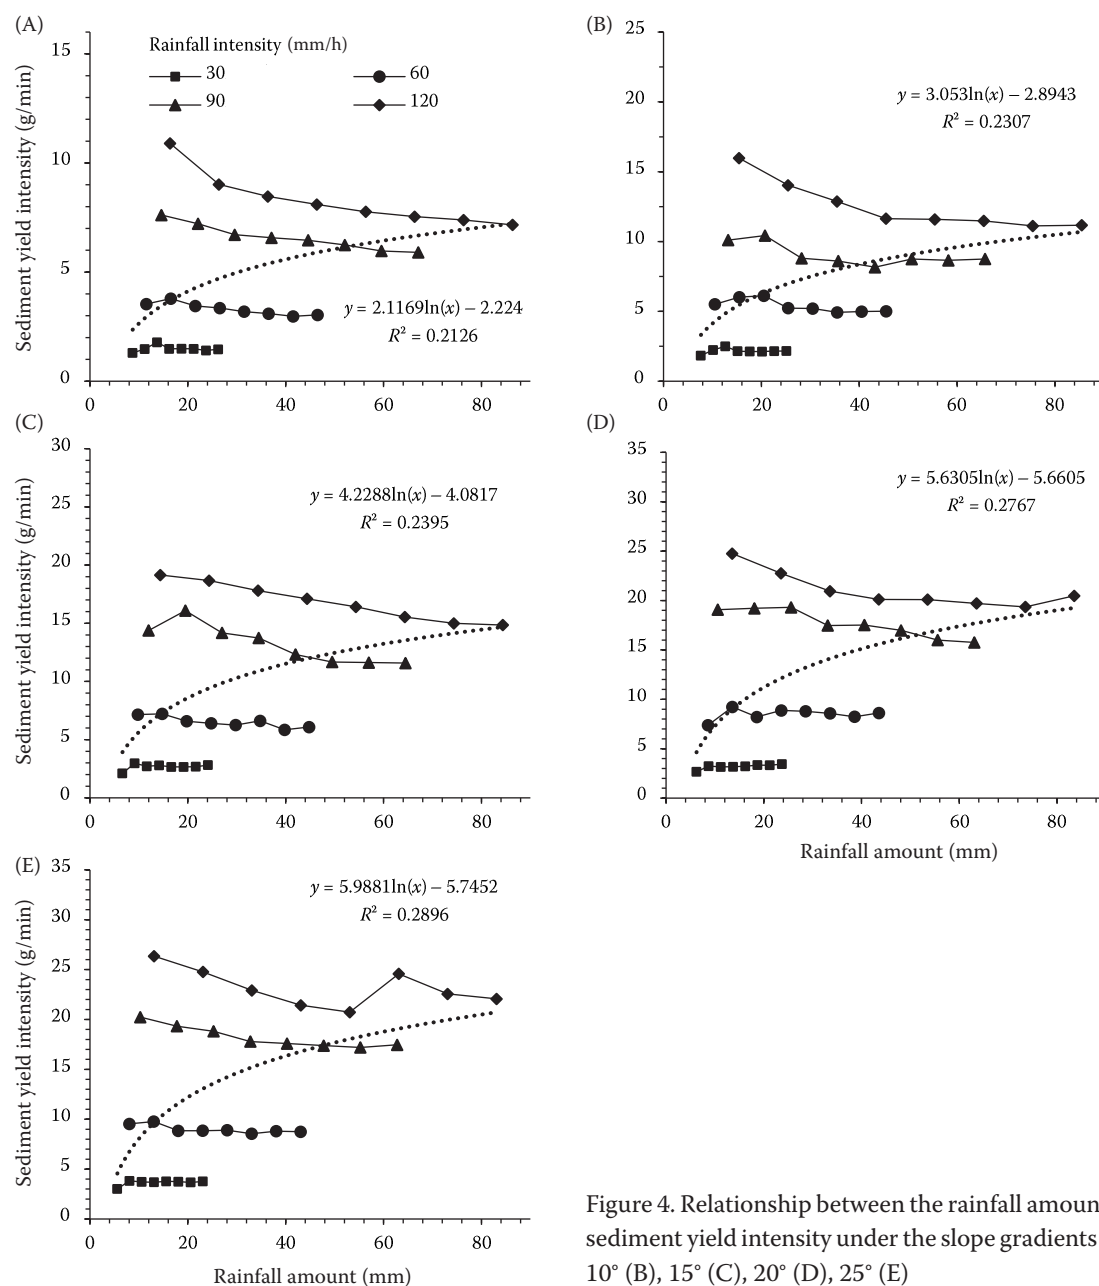 (A)
15
10
5
0
0 20 40 60 80
Sediment yield intensity (g/min)
Rainfall intensity (mm/h)
30 60
90 120
y = 2.1169ln(x) – 2.224
R² = 0.2126
(B)
25
20
15
10
5
0
0 20 40 60 80
y = 3.053ln(x) – 2.8943
R² = 0.2307
(C)
30
25
20
15
10
5
0
0 20 40 60 80
Sediment yield intensity (g/min)
y = 4.2288ln(x) – 4.0817
R² = 0.2395
(D)
35
30
25
20
15
10
5
0
0 20 40 60 80
Rainfall amount (mm)
y = 5.6305ln(x) – 5.6605
R² = 0.2767
(E)
35
30
25
20
15
10
5
0
0 20 40 60 80
Sediment yield intensity (g/min)
Rainfall amount (mm)
y = 5.9881ln(x) – 5.7452
R² = 0.2896
Figure 4. Relationship between the rainfall amoun
sediment yield intensity under the slope gradients
10° (B), 15° (C), 20° (D), 25° (E)